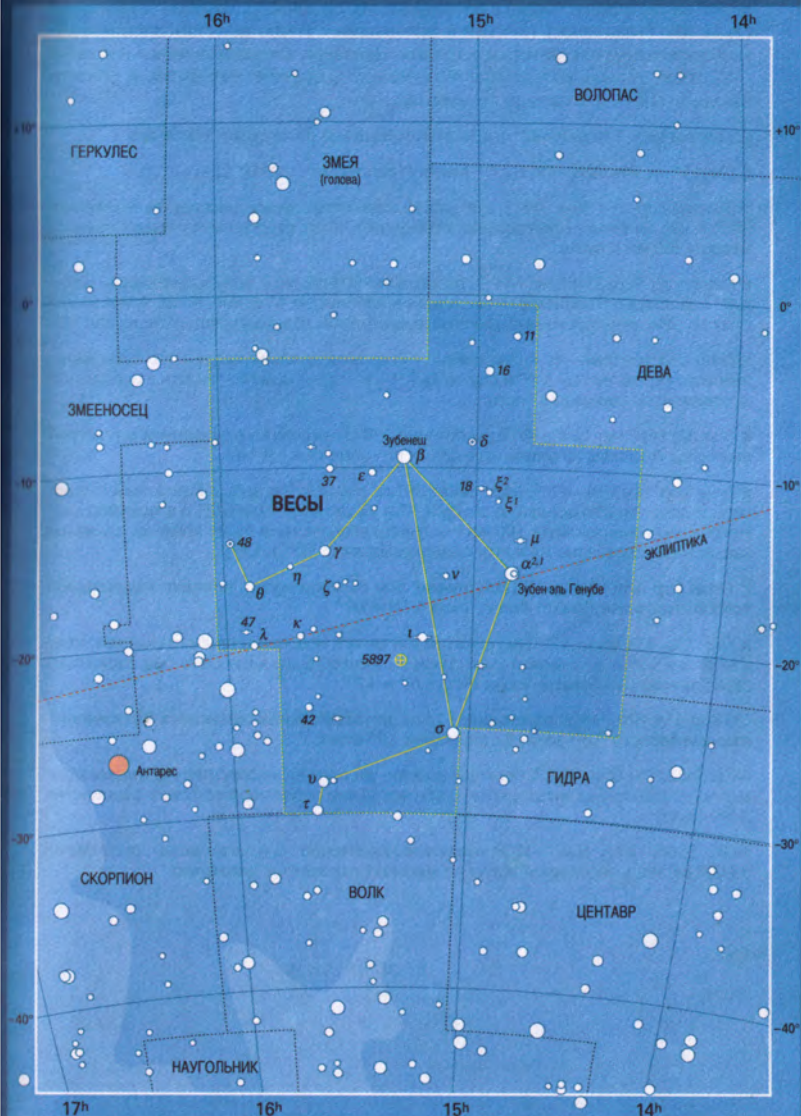 16h 15h 14h
ВОЛОПАС
+10° +10°
ГЕРКУЛЕС
ЗМЕЯ
(голова)
0° 0°
11
16
ДЕВА
ЗМЕЕНОСЕЦ
Зубенеш β δ
ε
37
18 ξ2
ξ1
-10° -10°
ВЕСЫ
48
γ
μ
ЭКЛИПТИКА
η
α2,1
θ
ζ
ν
Зубен эль Генубе
47
λ
κ
ι
-20° -20°
5897
42
σ
Антарес
υ
ГИДРА
τ
-30° -30°
СКОРПИОН
ВОЛК
ЦЕНТАВР
-40° -40°
НАУГОЛЬНИК
17h 16h 15h 14h